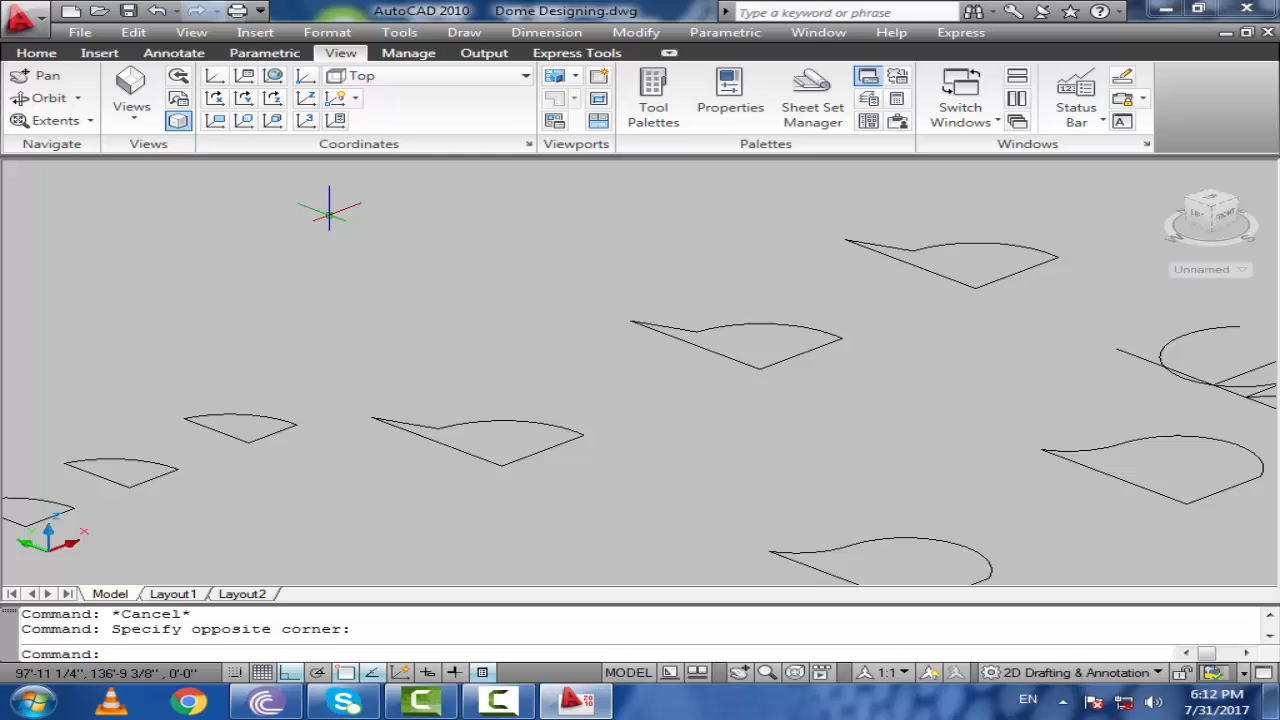 AutoCAD 2010 Dome Designing.dwg Type a keyword or phrase
File Edit View Insert Format Tools Draw Dimension Modify Parametric Window Help Express
Home Insert Annotate Parametric View Manage Output Express Tools
Pan
Orbit
Extents
Navigate
Views
Views
Top
Coordinates
Viewports
Tool Palettes
Properties
Sheet Set Manager
Palettes
Switch Windows
Status Bar
Windows
TOP
LEFT FRONT
W S
Unnamed
Z
Y X
Model Layout1 Layout2
Command: *Cancel*
Command: Specify opposite corner:
Command:
97'-11 1/4", 136'-9 3/8" , 0'-0" MODEL 1:1 2D Drafting & Annotation
EN 6:12 PM
7/31/2017